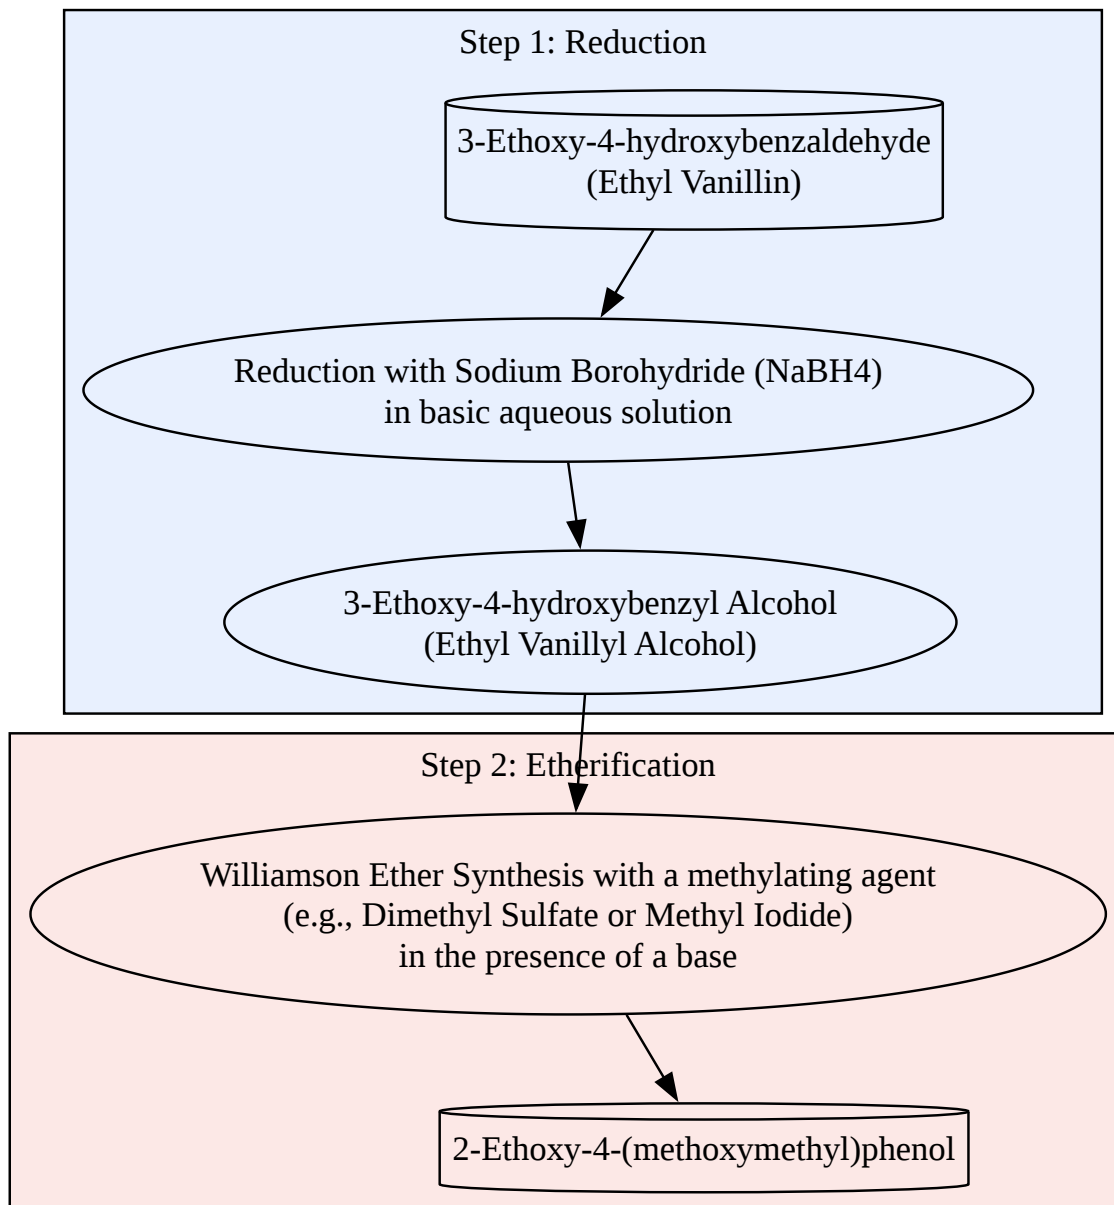 Step 1: Reduction
3-Ethoxy-4-hydroxybenzaldehyde
(Ethyl Vanillin)
Reduction with Sodium Borohydride (NaBH4)
in basic aqueous solution
3-Ethoxy-4-hydroxybenzyl Alcohol
(Ethyl Vanillyl Alcohol)
Step 2: Etherification
Williamson Ether Synthesis with a methylating agent
(e.g., Dimethyl Sulfate or Methyl Iodide)
in the presence of a base
2-Ethoxy-4-(methoxymethyl)phenol